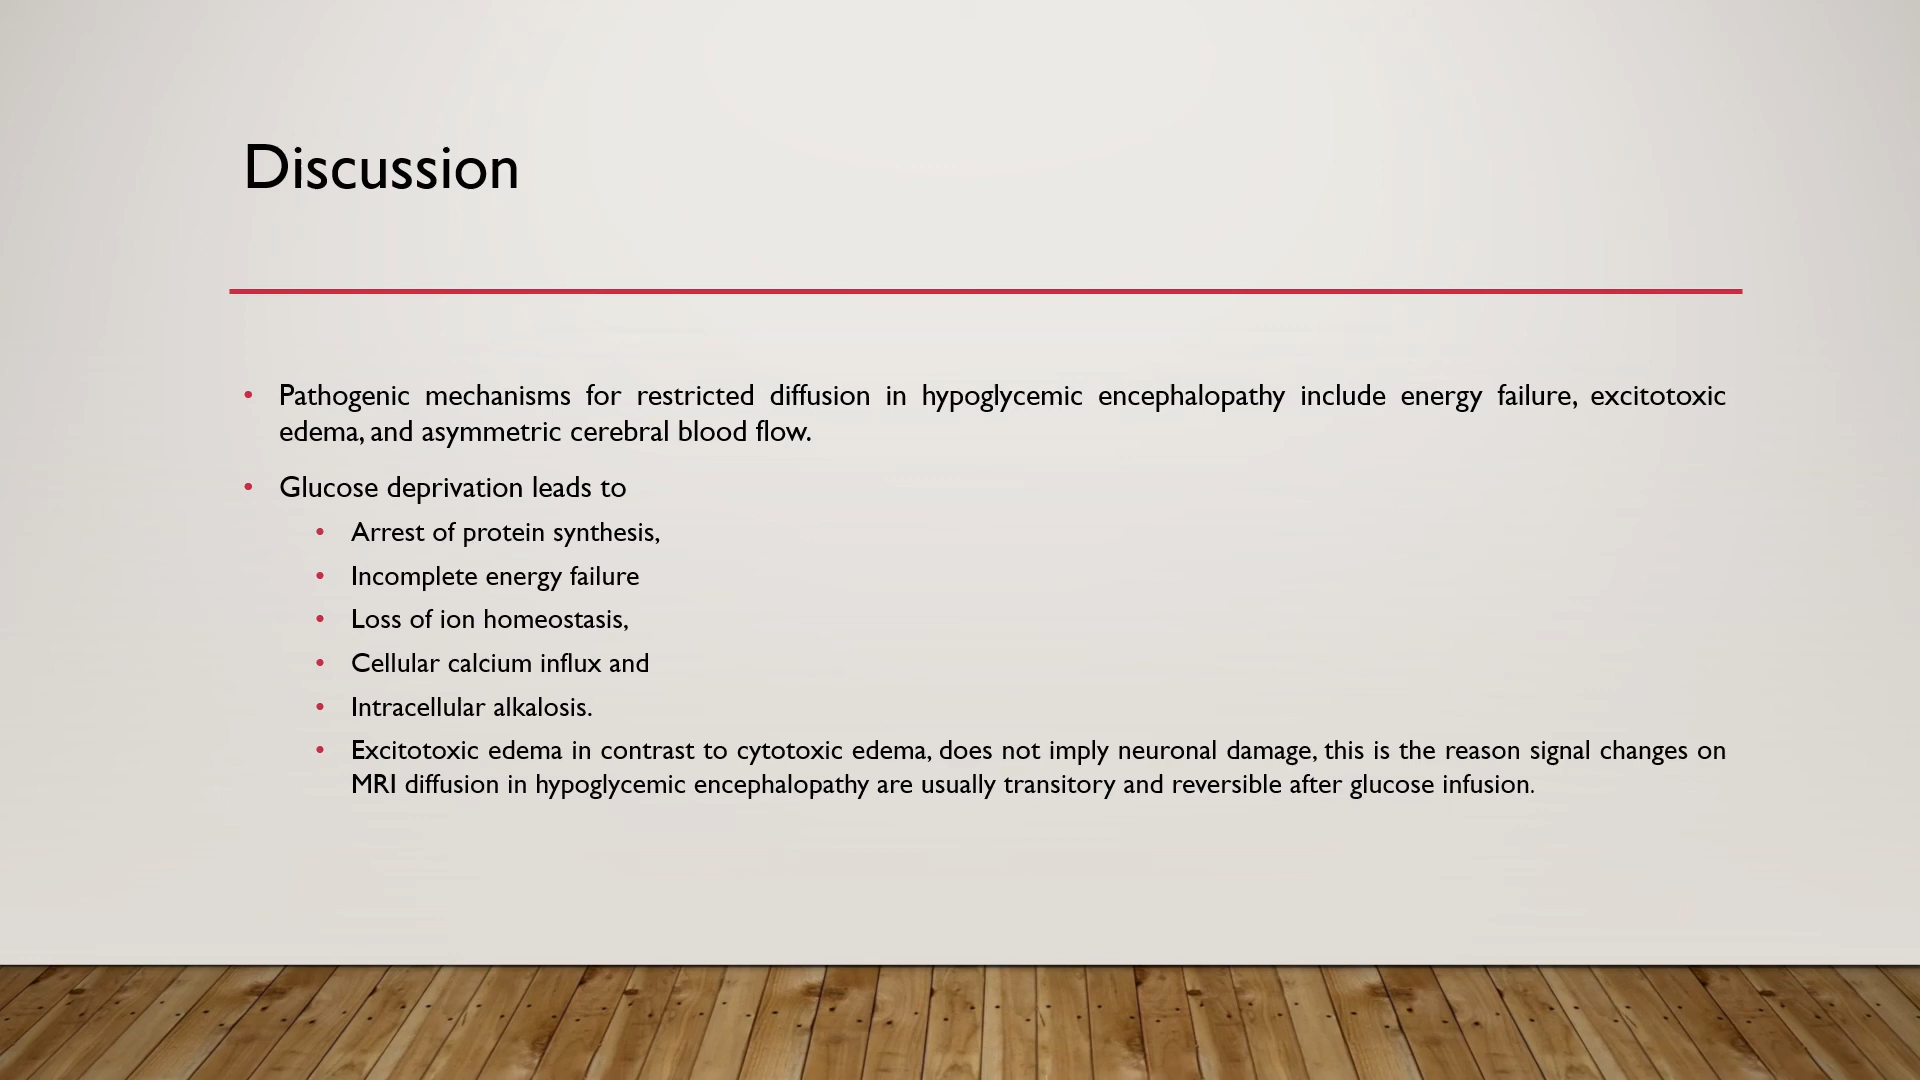 Discussion
• Pathogenic mechanisms for restricted diffusion in hypoglycemic encephalopathy include energy failure, excitotoxic
edema, and asymmetric cerebral blood flow.
• Glucose deprivation leads to
• Arrest of protein synthesis,
• Incomplete energy failure
• Loss of ion homeostasis,
• Cellular calcium influx and
• Intracellular alkalosis.
• Excitotoxic edema in contrast to cytotoxic edema, does not imply neuronal damage, this is the reason signal changes on
MRI diffusion in hypoglycemic encephalopathy are usually transitory and reversible after glucose infusion.